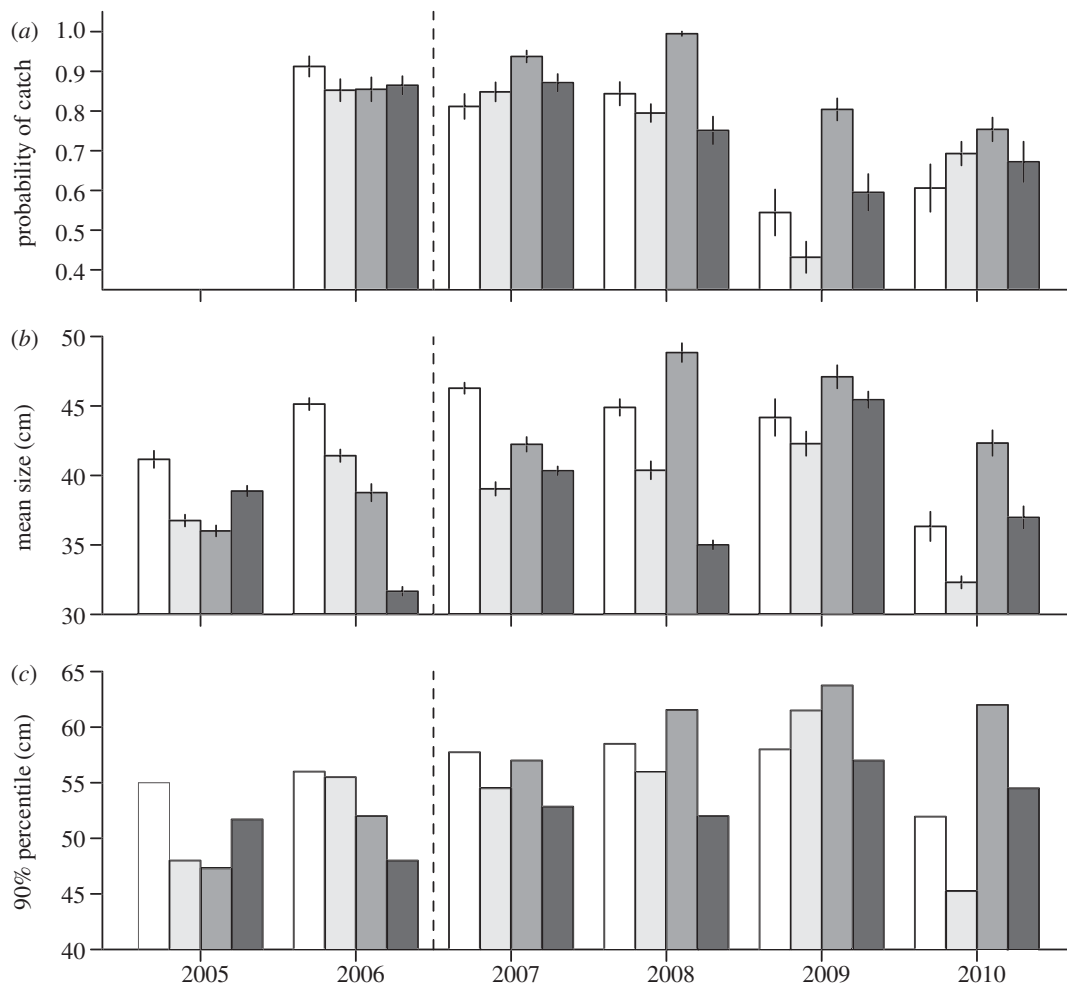 (a)
probability of catch
1.0
0.9
0.8
0.7
0.6
0.5
0.4
(b)
mean size (cm)
50
45
40
35
30
(c)
90% percentile (cm)
65
60
55
50
45
40
2005 2006 2007 2008 2009 2010